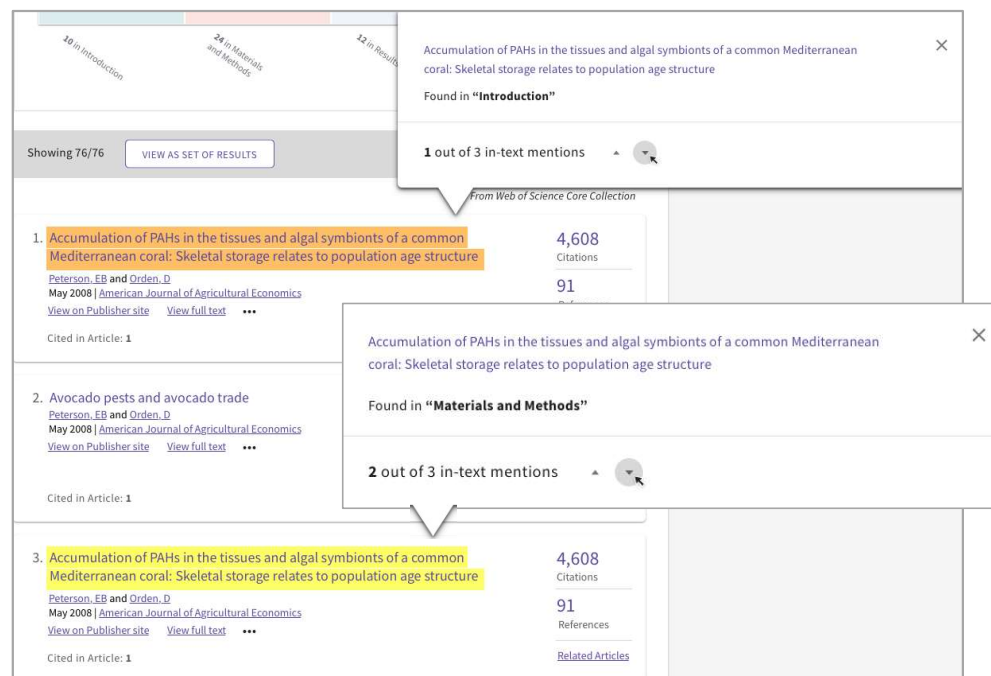 10 in Introduction
24 in Materials
and Methods
12 in Results
Accumulation of PAHs in the tissues and algal symbionts of a common Mediterranean
coral: Skeletal storage relates to population age structure
Found in “Introduction”
1 out of 3 in-text mentions
Showing 76/76
VIEW AS SET OF RESULTS
From Web of Science Core Collection
1. Accumulation of PAHs in the tissues and algal symbionts of a common
Mediterranean coral: Skeletal storage relates to population age structure
Peterson, EB and Orden, D
May 2008 | American Journal of Agricultural Economics
View on Publisher site View full text •••
Cited in Article: 1
4,608
Citations
91
Accumulation of PAHs in the tissues and algal symbionts of a common Mediterranean
coral: Skeletal storage relates to population age structure
Found in “Materials and Methods”
2 out of 3 in-text mentions
2. Avocado pests and avocado trade
Peterson, EB and Orden, D
May 2008 | American Journal of Agricultural Economics
View on Publisher site View full text •••
Cited in Article: 1
3. Accumulation of PAHs in the tissues and algal symbionts of a common
Mediterranean coral: Skeletal storage relates to population age structure
Peterson, EB and Orden, D
May 2008 | American Journal of Agricultural Economics
View on Publisher site View full text •••
Cited in Article: 1
4,608
Citations
91
References
Related Articles